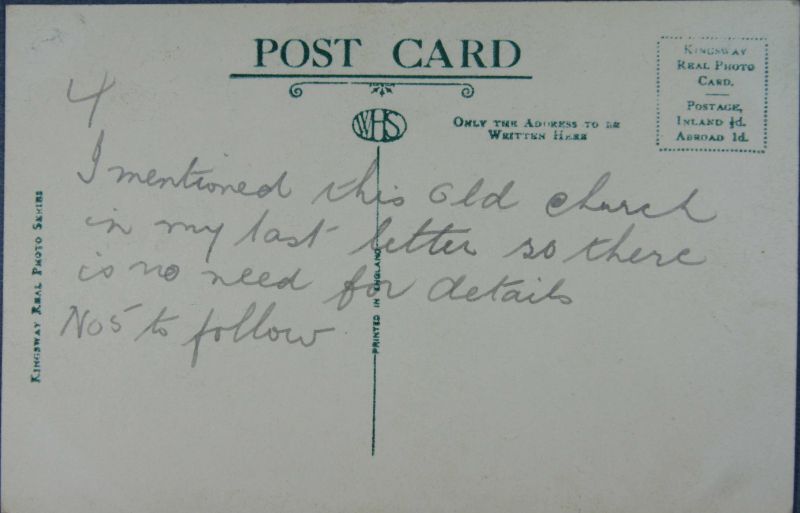 POST CARD
KINGSWAY
REAL PHOTO
CARD.
POSTAGE,
INLAND ½d.
ABROAD 1d.
WHS
ONLY THE ADDRESS TO BE
WRITTEN HERE
4
I mentioned this old church
in my last letter so there
is no need for details
No 5 to follow
KINGSWAY REAL PHOTO SERIES
PRINTED IN ENGLAND